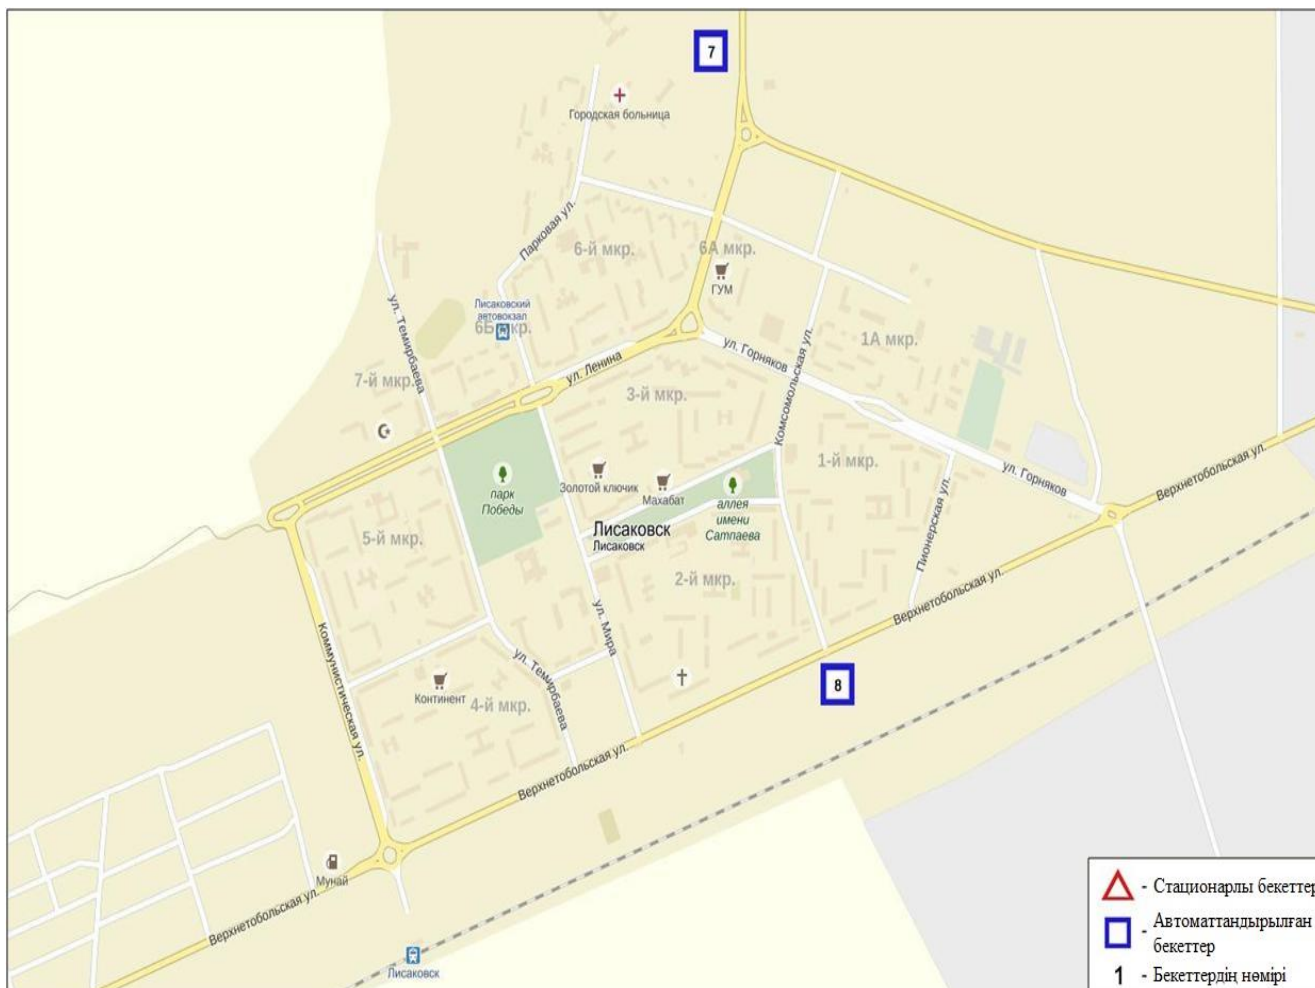 7
Городская больница
Парковая ул.
6-й мкр.
6А мкр.
ГУМ
ул. Темирбаева
Лисаковский
автовокзал
6Б мкр.
ул. Горняков
Комсомольская ул.
1А мкр.
7-й мкр.
ул. Ленина
3-й мкр.
1-й мкр.
парк
Победы
Золотой ключик
Махабат
аллея
имени
Сатпаева
ул. Горняков
Верхнетобольская ул.
Пионерская ул.
5-й мкр.
Лисаковск
Лисаковск
2-й мкр.
Верхнетобольская ул.
ул. Мира
Коммунистическая ул.
ул. Темирбаева
Континент
4-й мкр.
8
Верхнетобольская ул.
Мунай
Верхнетобольская ул.
Лисаковск
- Стационарлы бекеттер
- Автоматтандырылған
бекеттер
1 - Бекеттердің нөмірі